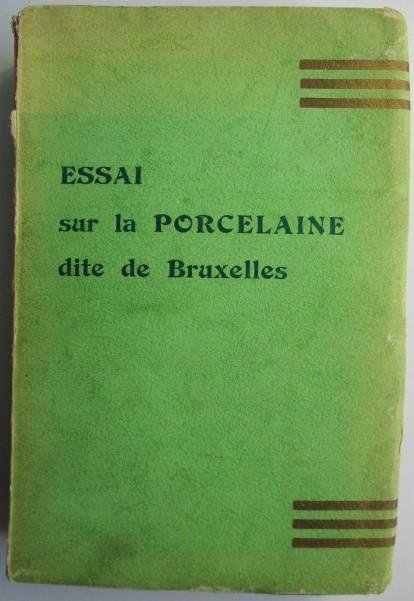 ESSAI
sur la PORCELAINE
dite de Bruxelles